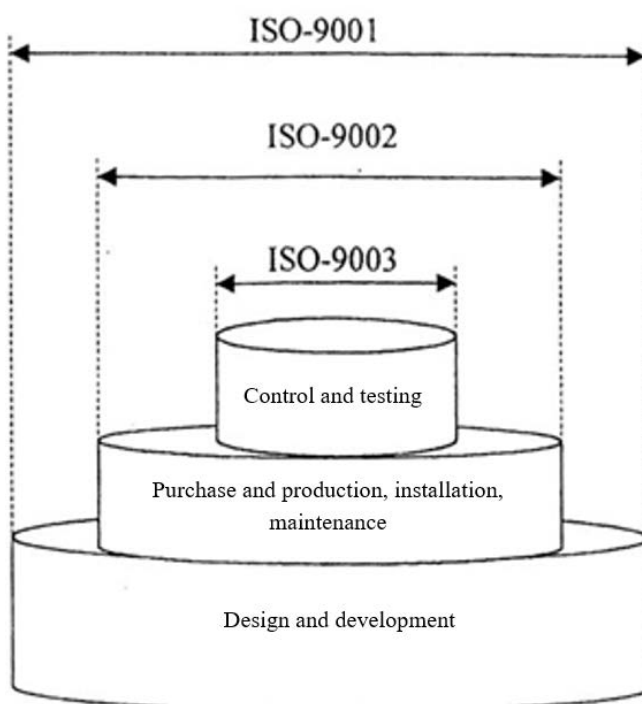 ISO-9001
ISO-9002
ISO-9003
Control and testing
Purchase and production, installation,
maintenance
Design and development